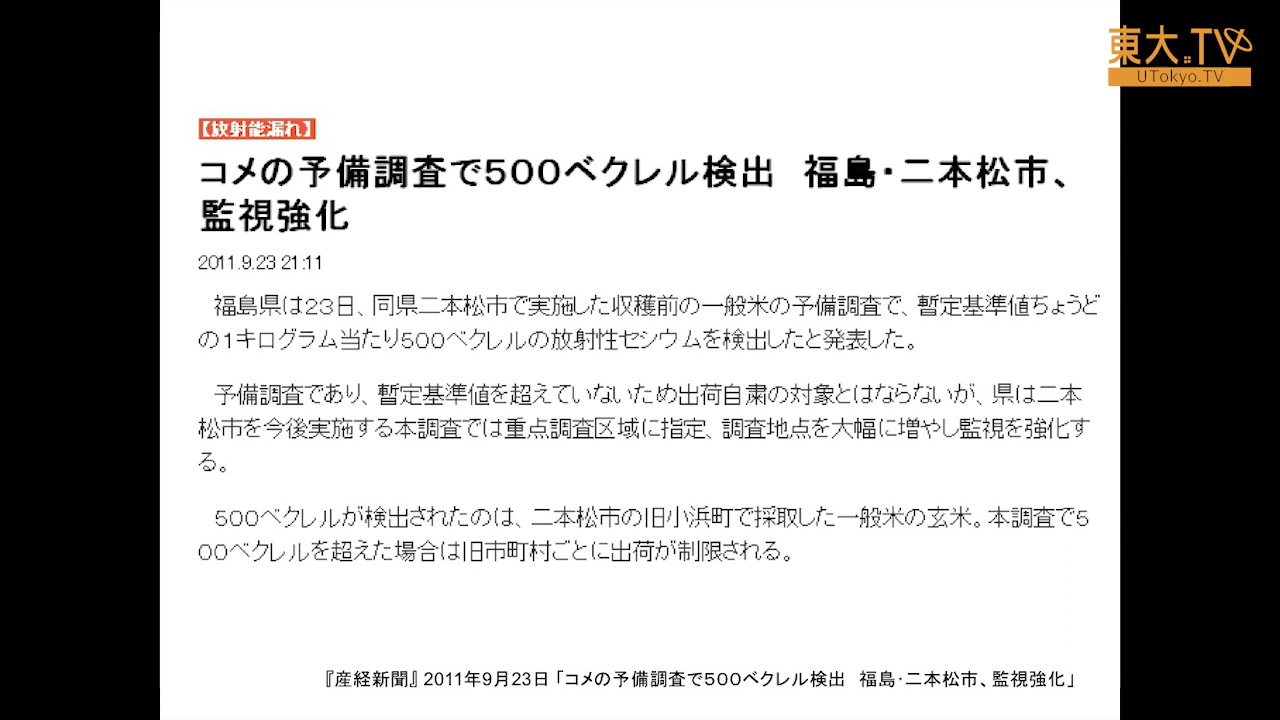 東大.TV
UTokyo.TV
【放射能漏れ】
コメの予備調査で500ベクレル検出　福島・二本松市、
監視強化
2011.9.23 21:11
福島県は23日、同県二本松市で実施した収穫前の一般米の予備調査で、暫定基準値ちょうど
の1キログラム当たり500ベクレルの放射性セシウムを検出したと発表した。
予備調査であり、暫定基準値を超えていないため出荷自粛の対象とはならないが、県は二本
松市を今後実施する本調査では重点調査区域に指定、調査地点を大幅に増やし監視を強化す
る。
500ベクレルが検出されたのは、二本松市の旧小浜町で採取した一般米の玄米。本調査で5
00ベクレルを超えた場合は旧市町村ごとに出荷が制限される。
『産経新聞』 2011年9月23日 「コメの予備調査で500ベクレル検出　福島・二本松市、監視強化」